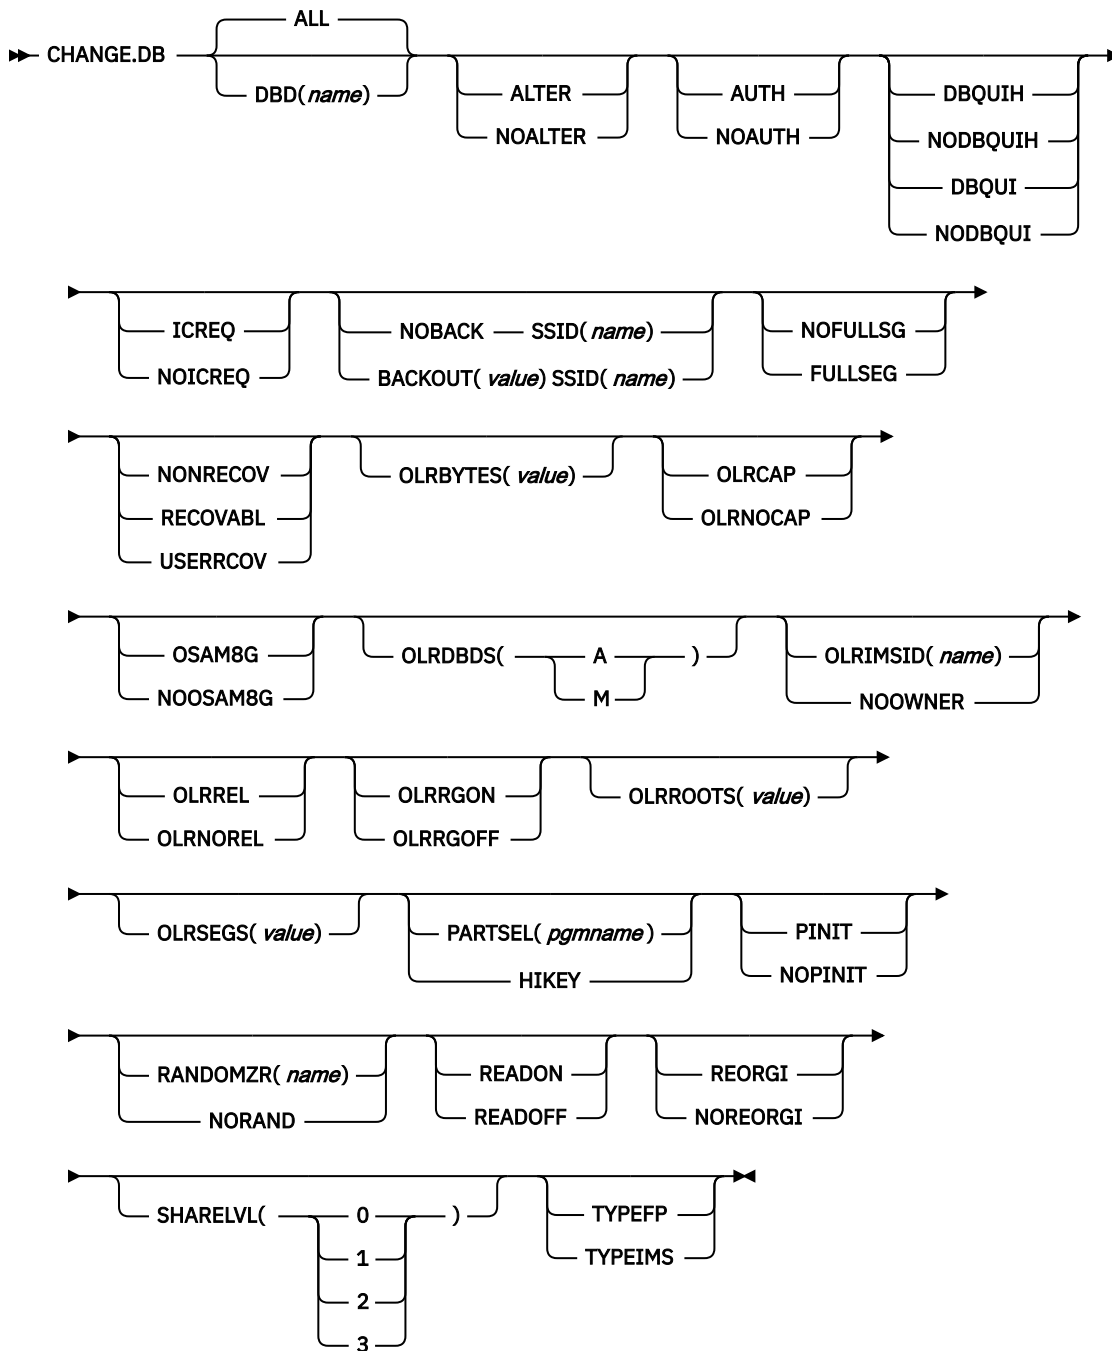 ALL
CHANGE.DB
DBD(name)
ALTER AUTH DBQUIH
NOALTER NOAUTH NODBQUIH
DBQUI
NODBQUI
ICREQ NOBACK SSID( name) NOFULLSG
NOICREQ BACKOUT( value) SSID( name) FULLSEG
NONRECOV OLRBYTES( value) OLRCAP
RECOVABL OLRNOCAP
USERRCOV
OSAM8G OLRDBDS( A ) OLRIMSID( name)
NOOSAM8G M NOOWNER
OLRREL OLRRGON OLRROOTS( value)
OLRNOREL OLRRGOFF
OLRSEGS( value) PARTSEL( pgmname) PINIT
HIKEY NOPINIT
RANDOMZR( name) READON REORGI
NORAND READOFF NOREORGI
SHARELVL( 0 ) TYPEFP
1 TYPEIMS
2
3